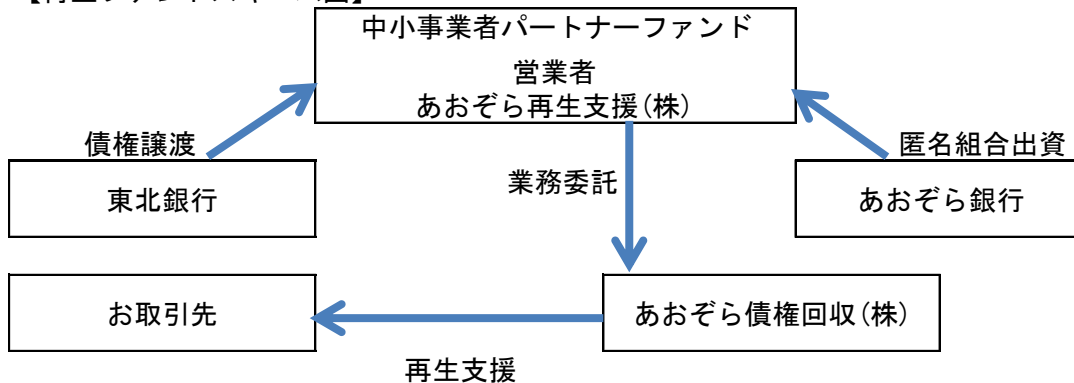 中小事業者パートナーファンド
営業者
あおぞら再生支援(株)
債権譲渡
匿名組合出資
業務委託
東北銀行
あおぞら銀行
お取引先
あおぞら債権回収(株)
再生支援